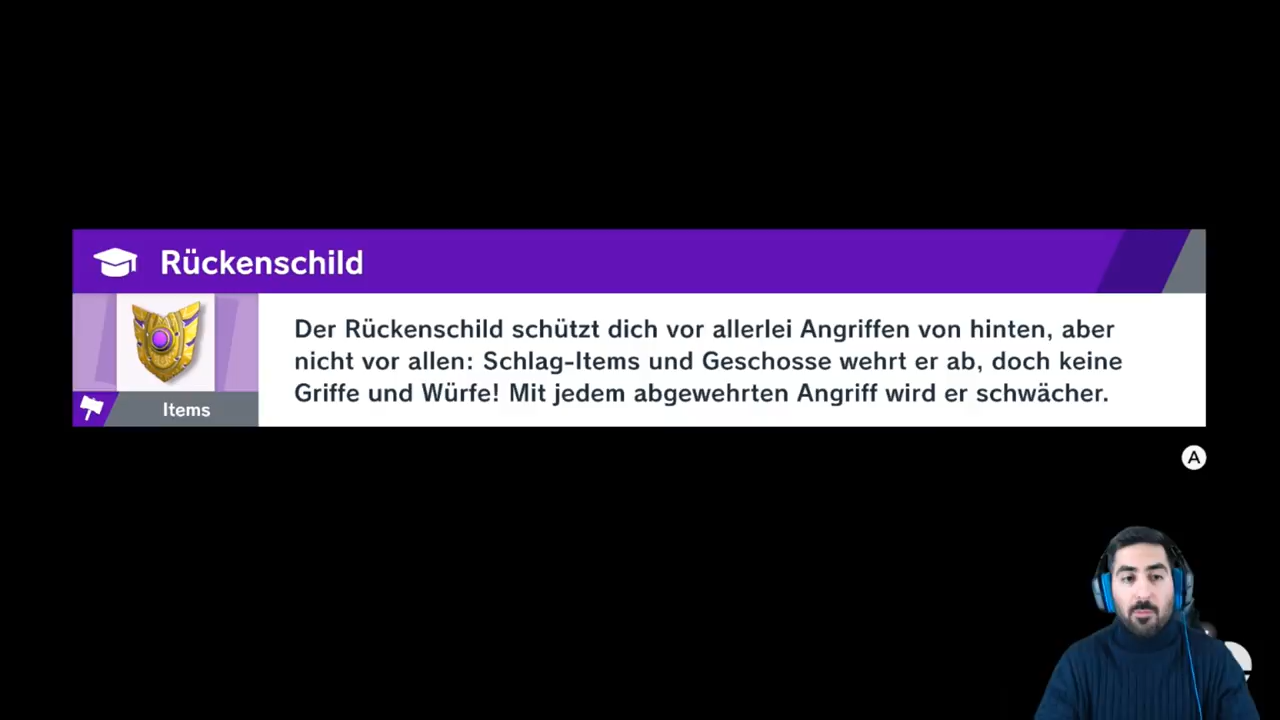 Rückenschild
Der Rückenschild schützt dich vor allerlei Angriffen von hinten, aber
nicht vor allen: Schlag-Items und Geschosse wehrt er ab, doch keine
Griffe und Würfe! Mit jedem abgewehrten Angriff wird er schwächer.
Items
A